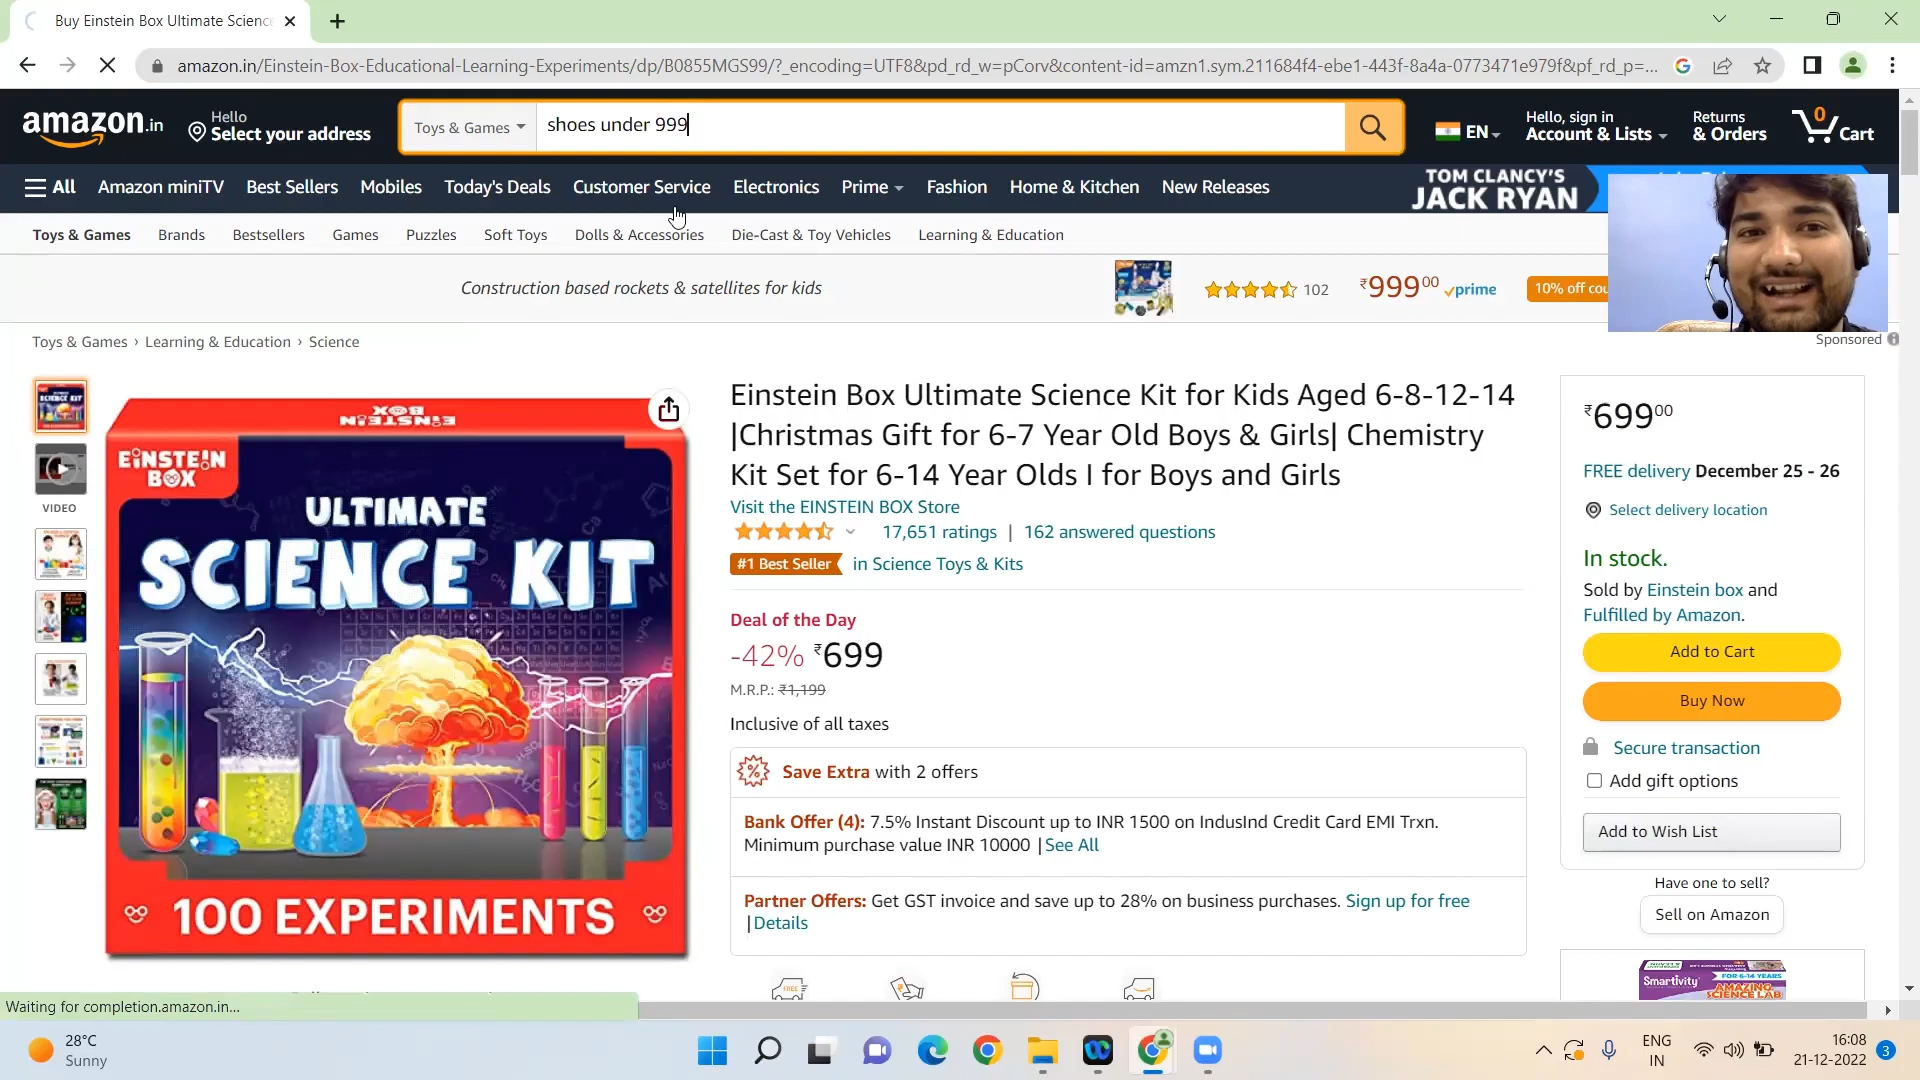 Buy Einstein Box Ultimate Science
amazon.in/Einstein-Box-Educational-Learning-Experiments/dp/B0855MGS99/?_encoding=UTF8&pd_rd_w=pCorv&content-id=amzn1.sym.211684f4-ebe1-443f-8a4a-0773471e979f&pf_rd_p=...
amazon.in
Hello
Select your address
Toys & Games
shoes under 999
EN
Hello, sign in
Account & Lists
Returns
& Orders
0
Cart
All
Amazon miniTV
Best Sellers
Mobiles
Today's Deals
Customer Service
Electronics
Prime
Fashion
Home & Kitchen
New Releases
TOM CLANCY'S
JACK RYAN
Toys & Games
Brands
Bestsellers
Games
Puzzles
Soft Toys
Dolls & Accessories
Die-Cast & Toy Vehicles
Learning & Education
Construction based rockets & satellites for kids
102
₹99900
prime
10% off cou
Sponsored
Toys & Games › Learning & Education › Science
EINSTEIN BOX
EINSTEIN
BOX
ULTIMATE
SCIENCE KIT
100 EXPERIMENTS
VIDEO
Einstein Box Ultimate Science Kit for Kids Aged 6-8-12-14
|Christmas Gift for 6-7 Year Old Boys & Girls| Chemistry
Kit Set for 6-14 Year Olds I for Boys and Girls
Visit the EINSTEIN BOX Store
17,651 ratings | 162 answered questions
#1 Best Seller in Science Toys & Kits
Deal of the Day
-42% ₹699
M.R.P.: ₹1,199
Inclusive of all taxes
Save Extra with 2 offers
Bank Offer (4): 7.5% Instant Discount up to INR 1500 on IndusInd Credit Card EMI Trxn.
Minimum purchase value INR 10000 | See All
Partner Offers: Get GST invoice and save up to 28% on business purchases. Sign up for free
| Details
FREE
₹69900
FREE delivery December 25 - 26
Select delivery location
In stock.
Sold by Einstein box and
Fulfilled by Amazon.
Add to Cart
Buy Now
Secure transaction
Add gift options
Add to Wish List
Have one to sell?
Sell on Amazon
Smartivity
FOR 6-14 YEARS
AMAZING
SCIENCE LAB
Waiting for completion.amazon.in...
28°C
Sunny
ENG
IN
16:08
21-12-2022
3